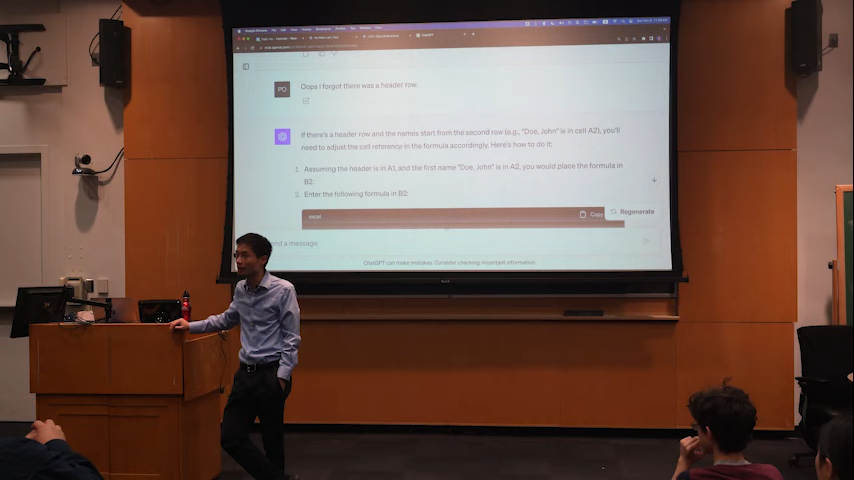 PO
Oops I forgot there was a header row.
If there's a header row and the names start from the second row (e.g., "Doe, John" is in cell A2), you'll
need to adjust the cell reference in the formula accordingly. Here's how to do it:
1. Assuming the header is in A1, and the first name "Doe, John" is in A2, you would place the formula in
B2:
2. Enter the following formula in B2:
excel
Copy
Regenerate
nd a message
ChatGPT can make mistakes. Consider checking important information.